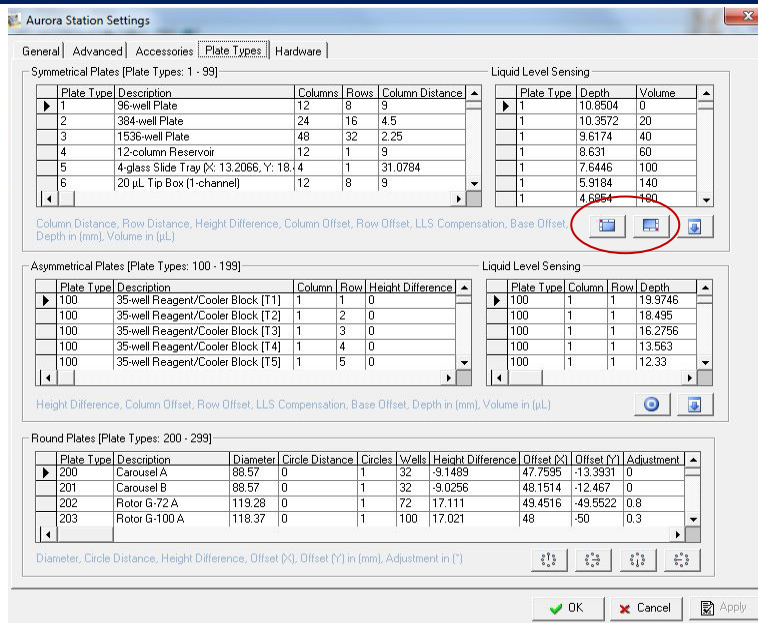 Aurora Station Settings
General Advanced Accessories Plate Types Hardware
Symmetrical Plates [Plate Types: 1 - 99]
Plate Type Description Columns Rows Column Distance
1 96-well Plate 12 8 9
2 384-well Plate 24 16 4.5
3 1536-well Plate 48 32 2.25
4 12-column Reservoir 12 1 9
5 4-glass Slide Tray (X: 13.2066, Y: 18. 4 1 31.0784
6 20 µL Tip Box (1-channel) 12 8 9
Liquid Level Sensing
Plate Type Depth Volume
1 10.8504 0
1 10.3572 20
1 9.6174 40
1 8.631 60
1 7.6446 100
1 5.9184 140
1 4.6854 180
Column Distance, Row Distance, Height Difference, Column Offset, Row Offset, LLS Compensation, Base Offset,
Depth in (mm), Volume in (µL)
Asymmetrical Plates [Plate Types: 100 - 199]
Plate Type Description Column Row Height Difference
100 35-well Reagent/Cooler Block [T1] 1 1 0
100 35-well Reagent/Cooler Block [T2] 1 2 0
100 35-well Reagent/Cooler Block [T3] 1 3 0
100 35-well Reagent/Cooler Block [T4] 1 4 0
100 35-well Reagent/Cooler Block [T5] 1 5 0
Liquid Level Sensing
Plate Type Column Row Depth
100 1 1 19.9746
100 1 1 18.495
100 1 1 16.2756
100 1 1 13.563
100 1 1 12.33
Height Difference, Column Offset, Row Offset, LLS Compensation, Base Offset, Depth in (mm), Volume in (µL)
Round Plates [Plate Types: 200 - 299]
Plate Type Description Diameter Circle Distance Circles Wells Height Difference Offset (X) Offset (Y) Adjustment
200 Carousel A 88.57 0 1 32 -9.1489 47.7595 -13.3931 0
201 Carousel B 88.57 0 1 32 -9.0256 48.1514 -12.467 0
202 Rotor G-72 A 119.28 0 1 72 17.111 49.4516 -49.5522 0.8
203 Rotor G-100 A 118.37 0 1 100 17.021 48 -50 0.3
Diameter, Circle Distance, Height Difference, Offset (X), Offset (Y) in (mm), Adjustment in (°)
OK Cancel Apply